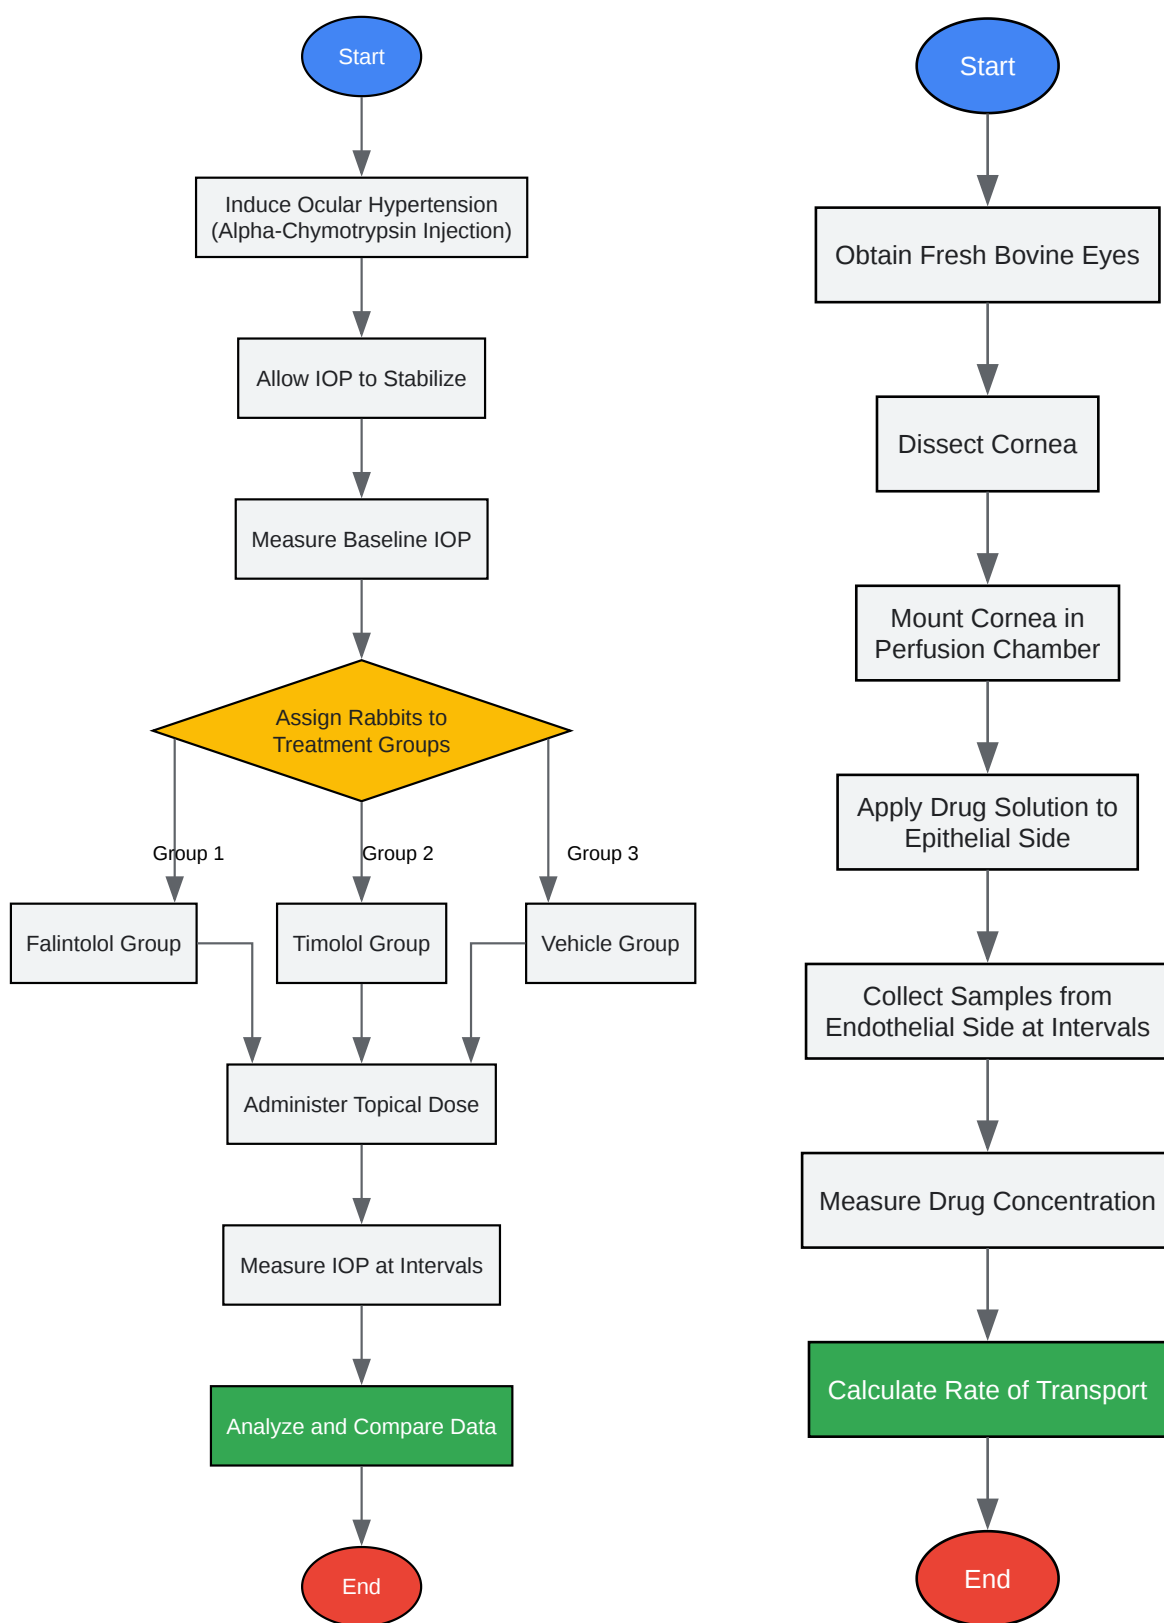 Start
Induce Ocular Hypertension
(Alpha-Chymotrypsin Injection)
Allow IOP to Stabilize
Measure Baseline IOP
Assign Rabbits to
Treatment Groups
Group 1
Group 2
Group 3
Falintolol Group
Timolol Group
Vehicle Group
Administer Topical Dose
Measure IOP at Intervals
Analyze and Compare Data
End
Start
Obtain Fresh Bovine Eyes
Dissect Cornea
Mount Cornea in
Perfusion Chamber
Apply Drug Solution to
Epithelial Side
Collect Samples from
Endothelial Side at Intervals
Measure Drug Concentration
Calculate Rate of Transport
End